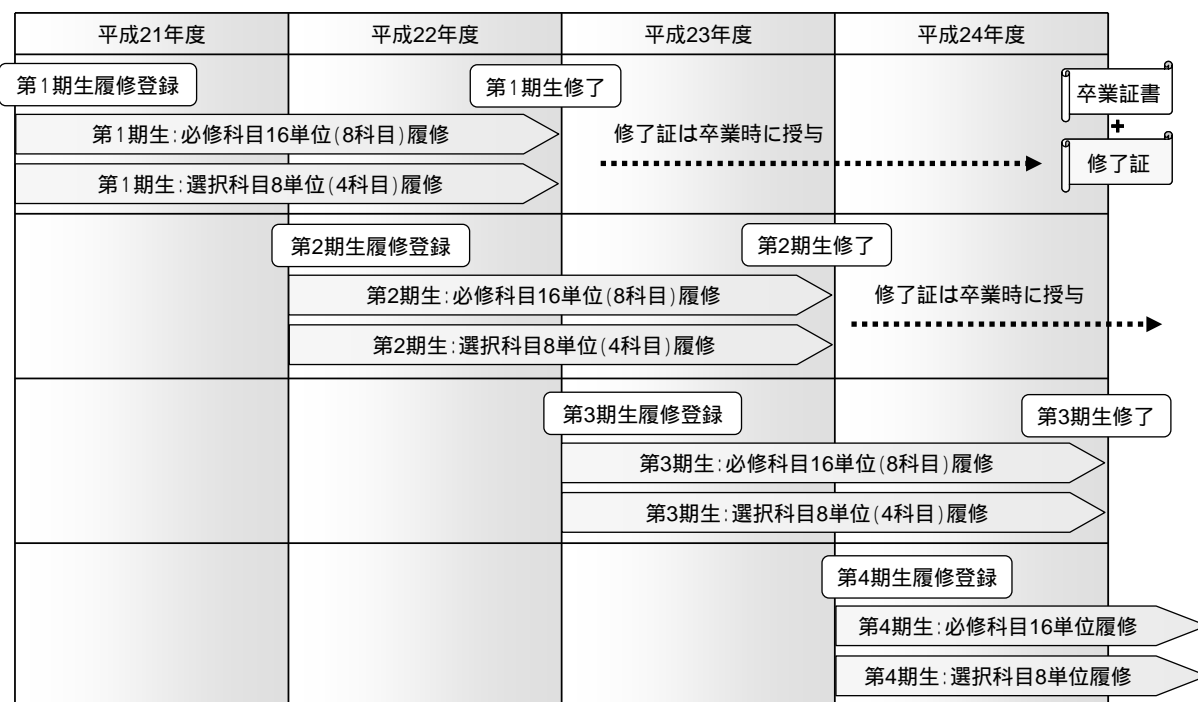 平成21年度
平成22年度
平成23年度
平成24年度
第1期生履修登録
第1期生修了
卒業証書
+
修了証
第1期生:必修科目16単位(8科目)履修
修了証は卒業時に授与
第1期生:選択科目8単位(4科目)履修
第2期生履修登録
第2期生修了
第2期生:必修科目16単位(8科目)履修
修了証は卒業時に授与
第2期生:選択科目8単位(4科目)履修
第3期生履修登録
第3期生修了
第3期生:必修科目16単位(8科目)履修
第3期生:選択科目8単位(4科目)履修
第4期生履修登録
第4期生:必修科目16単位履修
第4期生:選択科目8単位履修